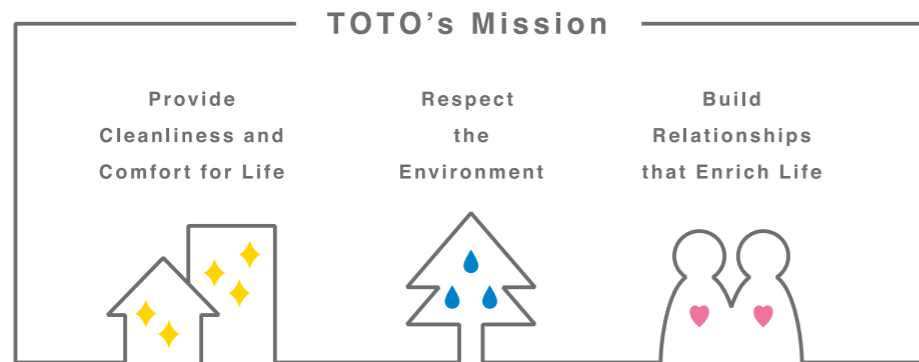 TOTO's Mission
Provide
Cleanliness and
Comfort for Life
Respect
the
Environment
Build
Relationships
that Enrich Life